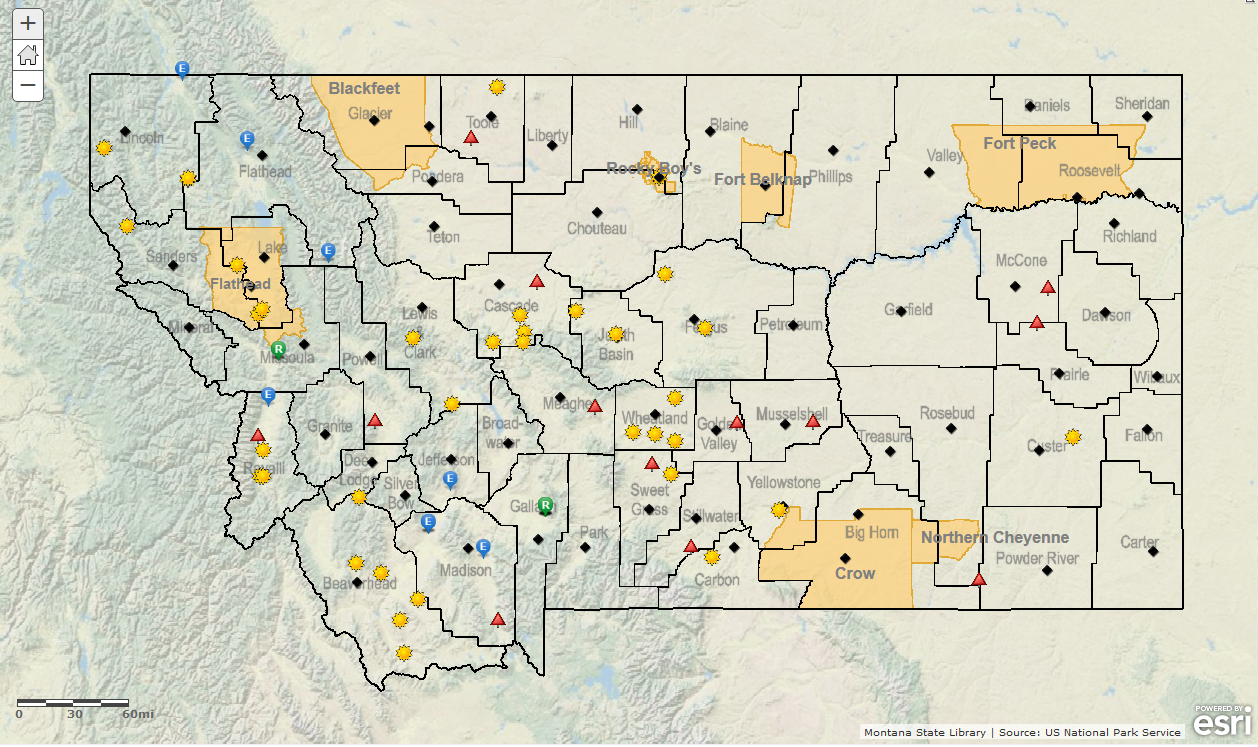 +
−
E
Blackfeet
Glacier
Toole
Liberty
Hill
Blaine
Daniels
Sheridan
Lincoln
E
Flathead
Pondera
Rocky Boy's
Fort Belknap
Phillips
Valley
Fort Peck
Roosevelt
Teton
Chouteau
Richland
Sanders
Lake
E
Flathead
Cascade
McCone
Mineral
Lewis
&
Clark
Judith
Basin
Fergus
Petroleum
Garfield
Dawson
R
Missoula
Powell
Prairie
Wibaux
E
Granite
Meagher
Broad-
water
Wheatland
Golden
Valley
Musselshell
Treasure
Rosebud
Custer
Fallon
Ravalli
Deer
Lodge
Silver
Bow
Jefferson
E
Gallatin
R
Park
Sweet
Grass
Stillwater
Yellowstone
Big Horn
Northern Cheyenne
Powder River
Carter
E
E
Madison
Beaverhead
Carbon
Crow
0 30 60mi
Montana State Library | Source: US National Park Service
POWERED BY
esri